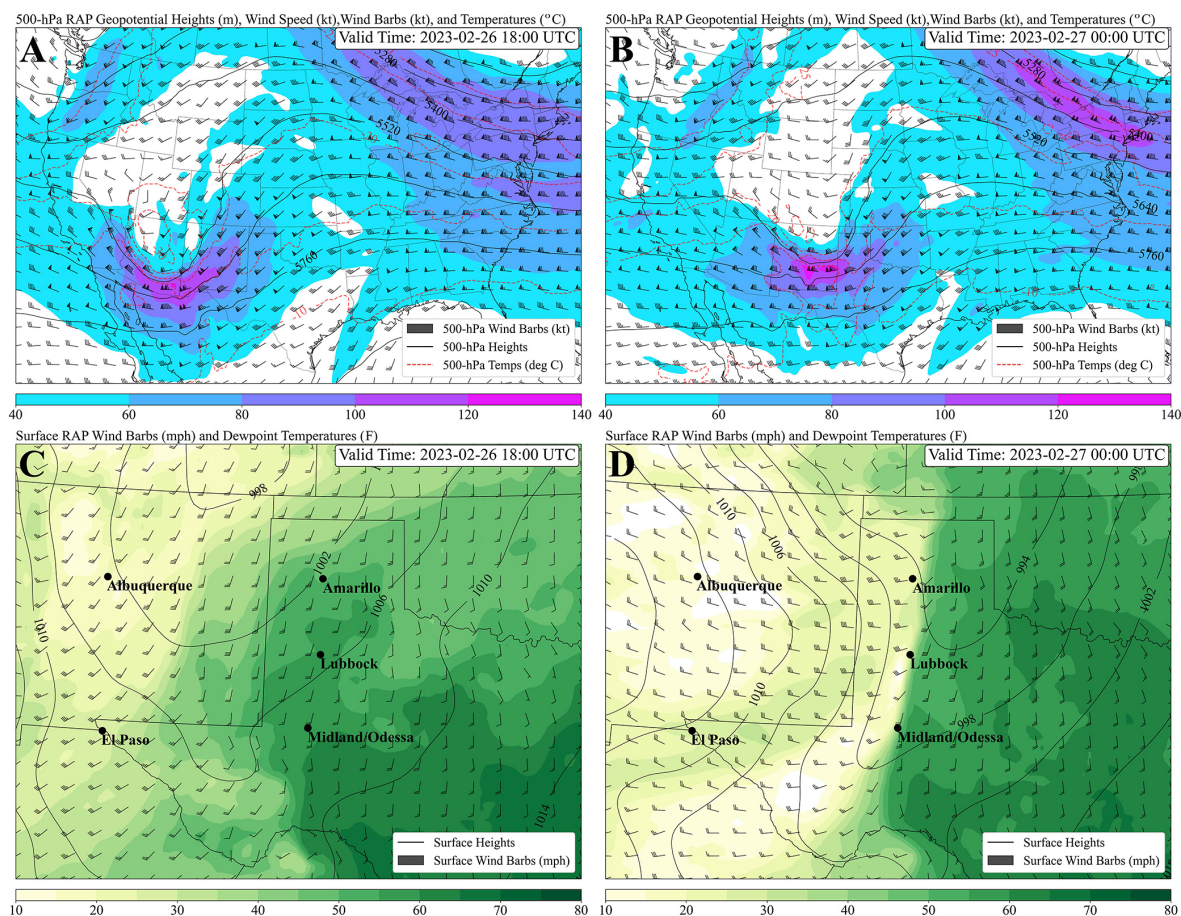 500-hPa RAP Geopotential Heights (m), Wind Speed (kt),Wind Barbs (kt), and Temperatures (°C)
A
Valid Time: 2023-02-26 18:00 UTC
5280
5400
5520
5760
-10
500-hPa Wind Barbs (kt)
500-hPa Heights
500-hPa Temps (deg C)
40 60 80 100 120 140
500-hPa RAP Geopotential Heights (m), Wind Speed (kt),Wind Barbs (kt), and Temperatures (°C)
B
Valid Time: 2023-02-27 00:00 UTC
5280
5400
5520
5640
5760
-10
500-hPa Wind Barbs (kt)
500-hPa Heights
500-hPa Temps (deg C)
40 60 80 100 120 140
Surface RAP Wind Barbs (mph) and Dewpoint Temperatures (F)
C
Valid Time: 2023-02-26 18:00 UTC
998
1002
Albuquerque
Amarillo
1010
1006
1010
Lubbock
El Paso
Midland/Odessa
1014
Surface Heights
Surface Wind Barbs (mph)
10 20 30 40 50 60 70 80
Surface RAP Wind Barbs (mph) and Dewpoint Temperatures (F)
D
Valid Time: 2023-02-27 00:00 UTC
1010
1006
994
Albuquerque
Amarillo
1002
Lubbock
1010
998
El Paso
Midland/Odessa
Surface Heights
Surface Wind Barbs (mph)
10 20 30 40 50 60 70 80